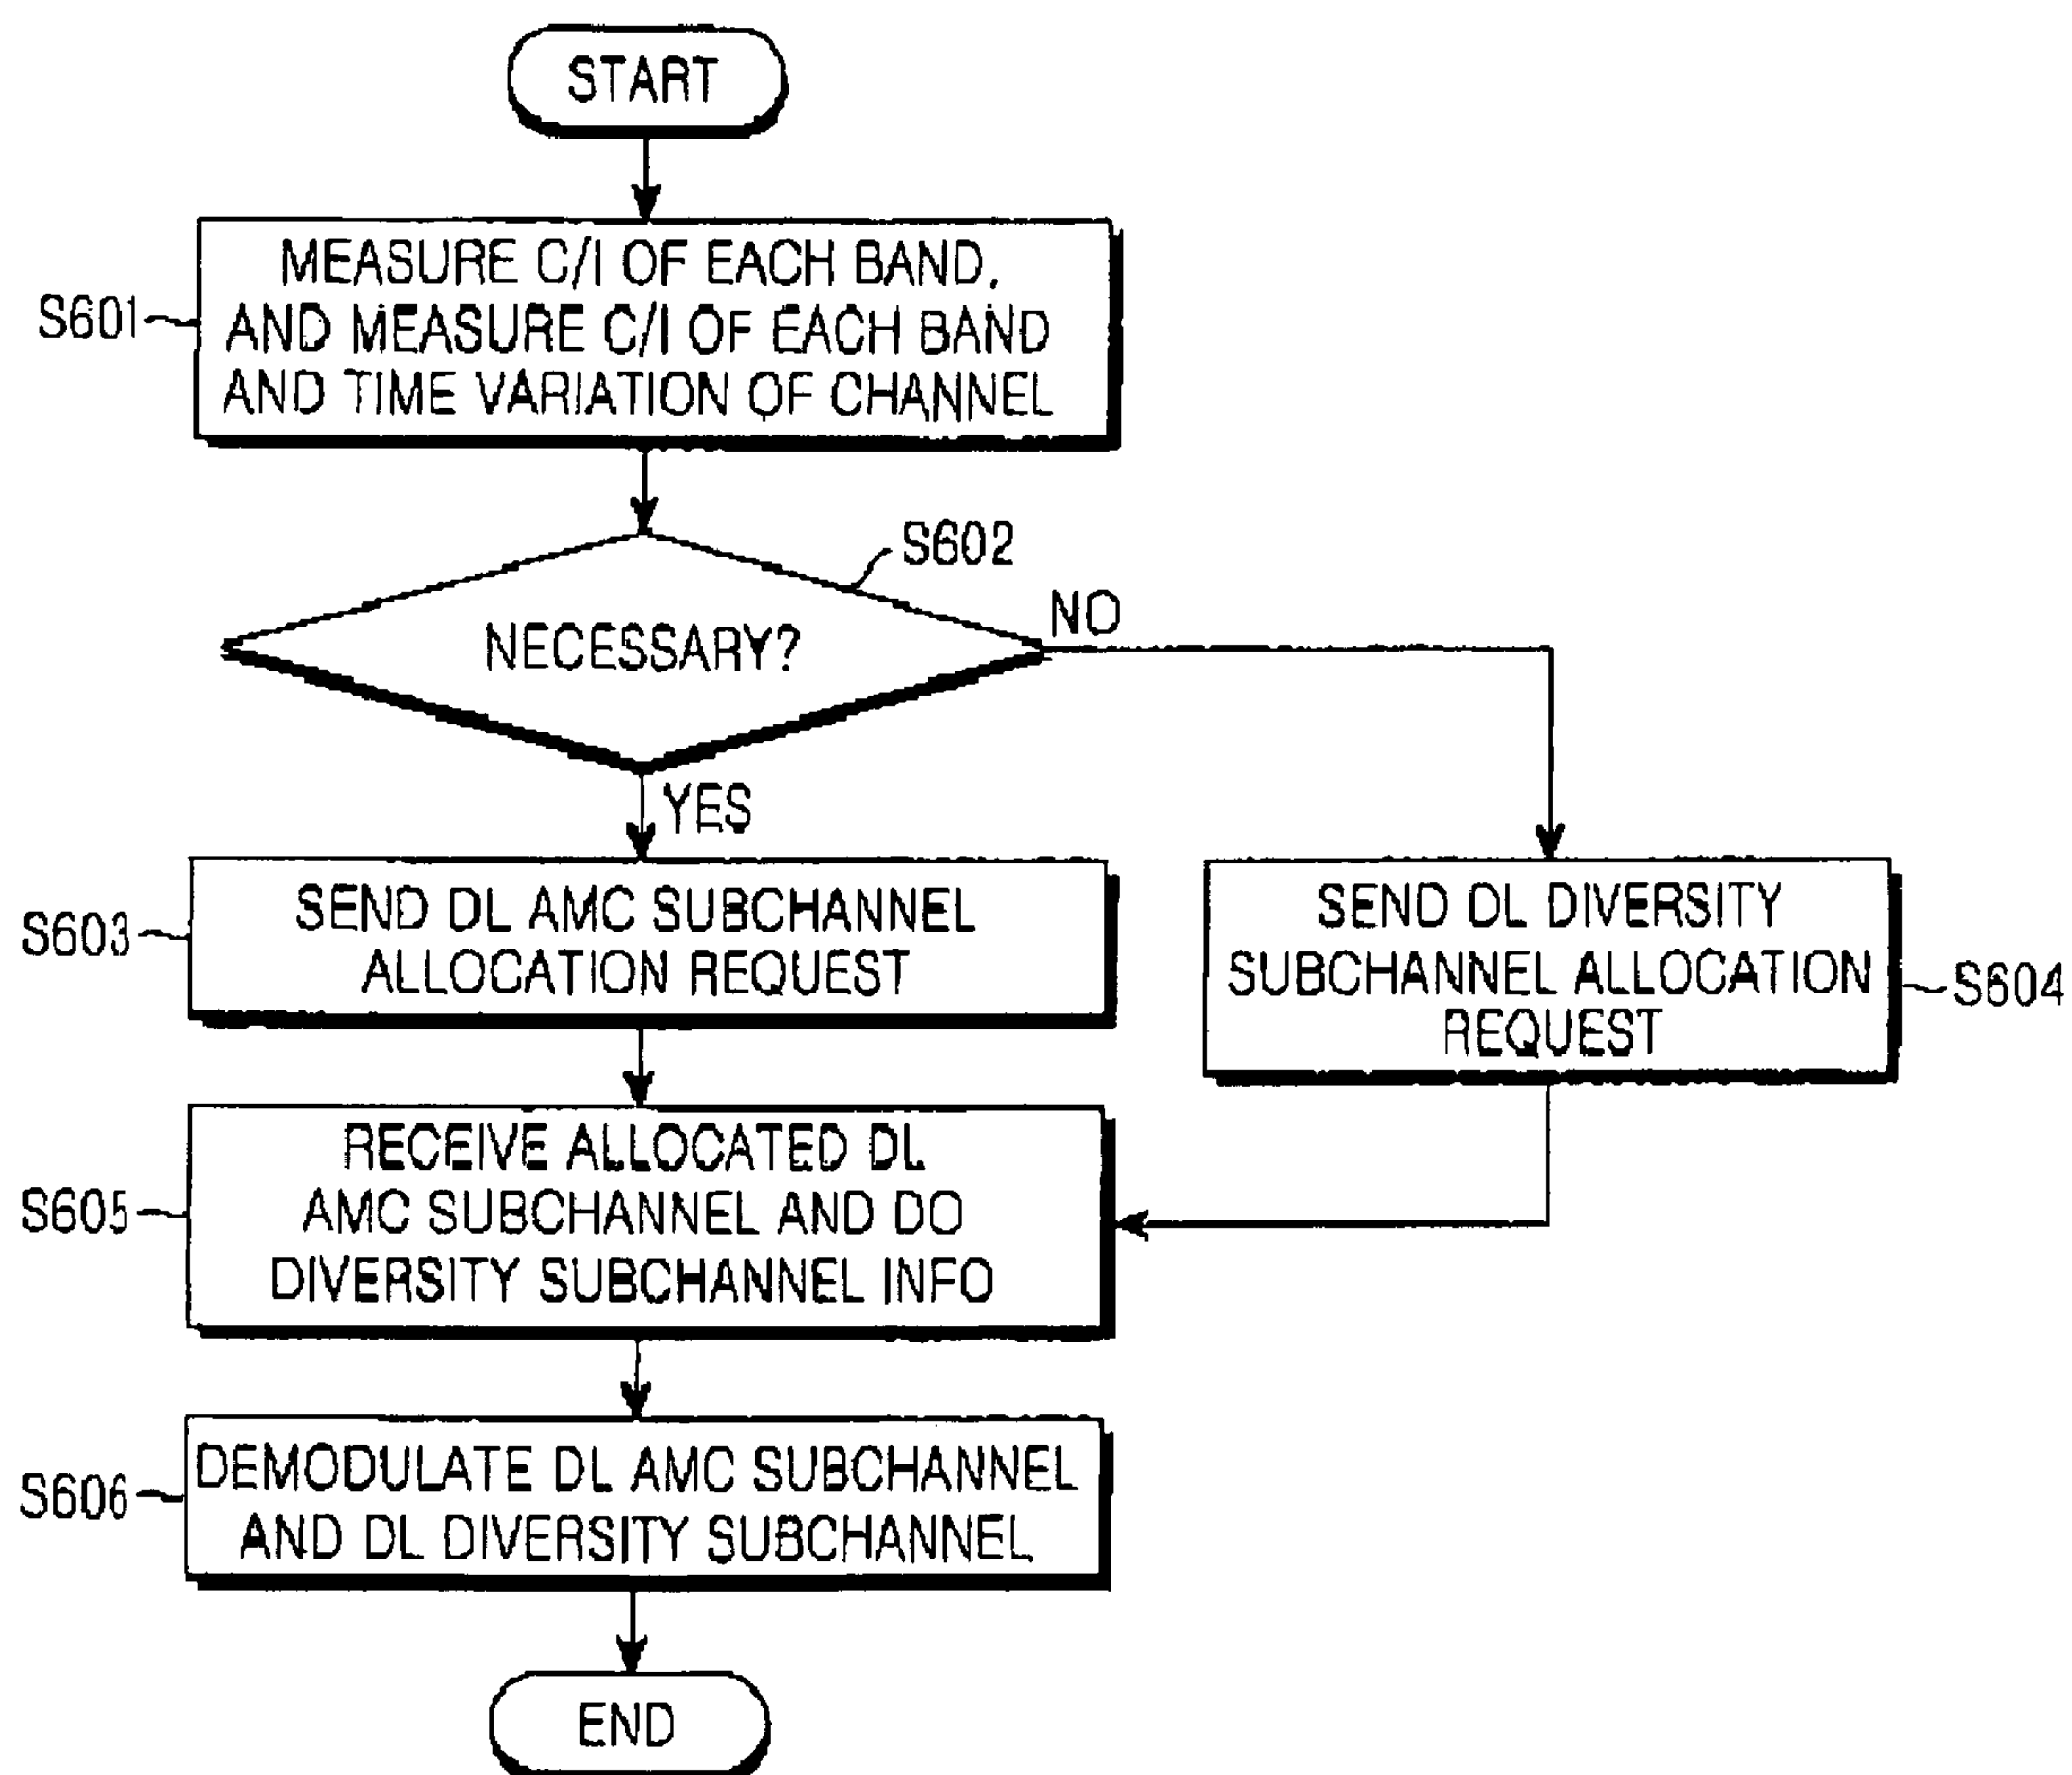 START
MEASURE C/I OF EACH BAND,
AND MEASURE C/I OF EACH BAND
AND TIME VARIATION OF CHANNEL
S601
S602
NECESSARY?
NO
YES
SEND DL AMC SUBCHANNEL
ALLOCATION REQUEST
S603
SEND DL DIVERSITY
SUBCHANNEL ALLOCATION
REQUEST
S604
RECEIVE ALLOCATED DL
AMC SUBCHANNEL AND DO
DIVERSITY SUBCHANNEL INFO
S605
DEMODULATE DL AMC SUBCHANNEL
AND DL DIVERSITY SUBCHANNEL
S606
END